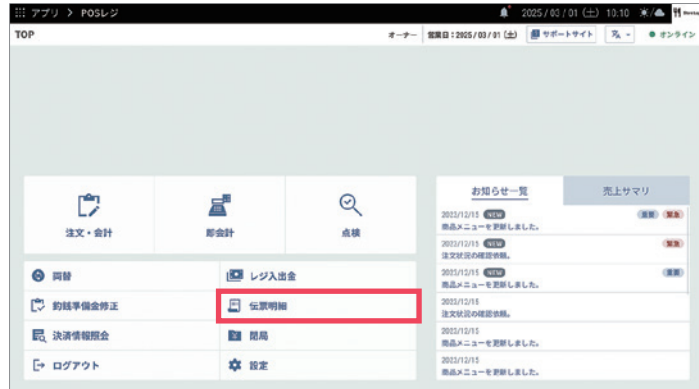 アプリ > POSレジ
2025/03/01 (土) 10:10
TOP
オーナー
営業日:2025/03/01 (土)
サポートサイト
オンライン
お知らせ一覧
売上サマリ
注文・会計
即会計
点検
2023/12/15 NEW 重要 緊急
商品メニューを更新しました。
2023/12/15 NEW 緊急
注文状況の確認依頼。
2023/12/15 NEW 重要
商品メニューを更新しました。
2023/12/15
注文状況の確認依頼。
2023/12/15
商品メニューを更新しました。
2023/12/15
商品メニューを更新しました。
両替
レジ入出金
釣銭準備金修正
伝票明細
決済情報照会
閉局
ログアウト
設定